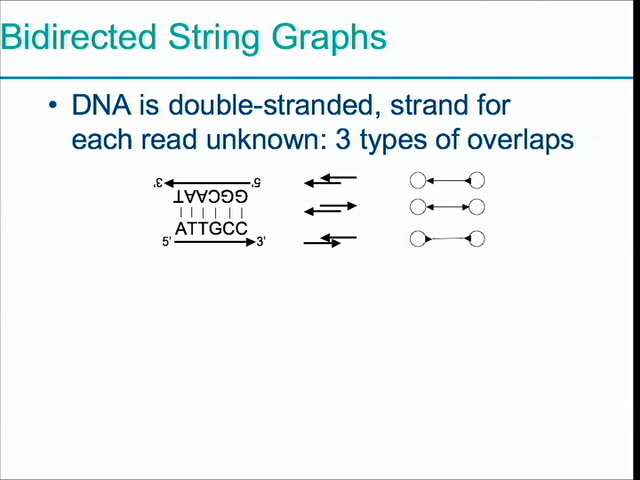 Bidirected String Graphs
• DNA is double-stranded, strand for
each read unknown: 3 types of overlaps
3' 5'
TAACGG
ATTGCC
5' 3'